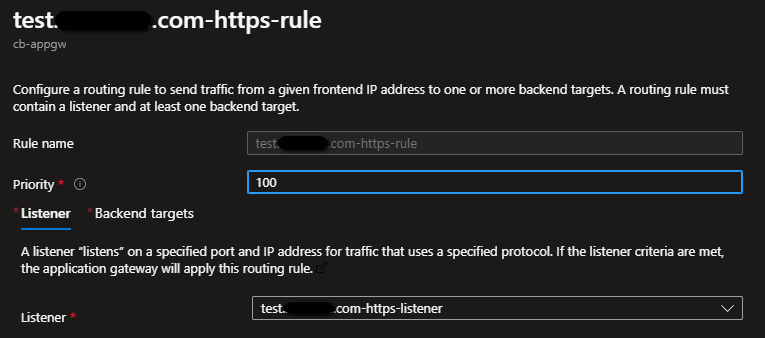 test. .com-https-rule
cb-appgw
Configure a routing rule to send traffic from a given frontend IP address to one or more backend targets. A routing rule must
contain a listener and at least one backend target.
Rule name
test. .com-https-rule
Priority *
100
* Listener * Backend targets
A listener “listens” on a specified port and IP address for traffic that uses a specified protocol. If the listener criteria are met,
the application gateway will apply this routing rule.
Listener *
test. .com-https-listener